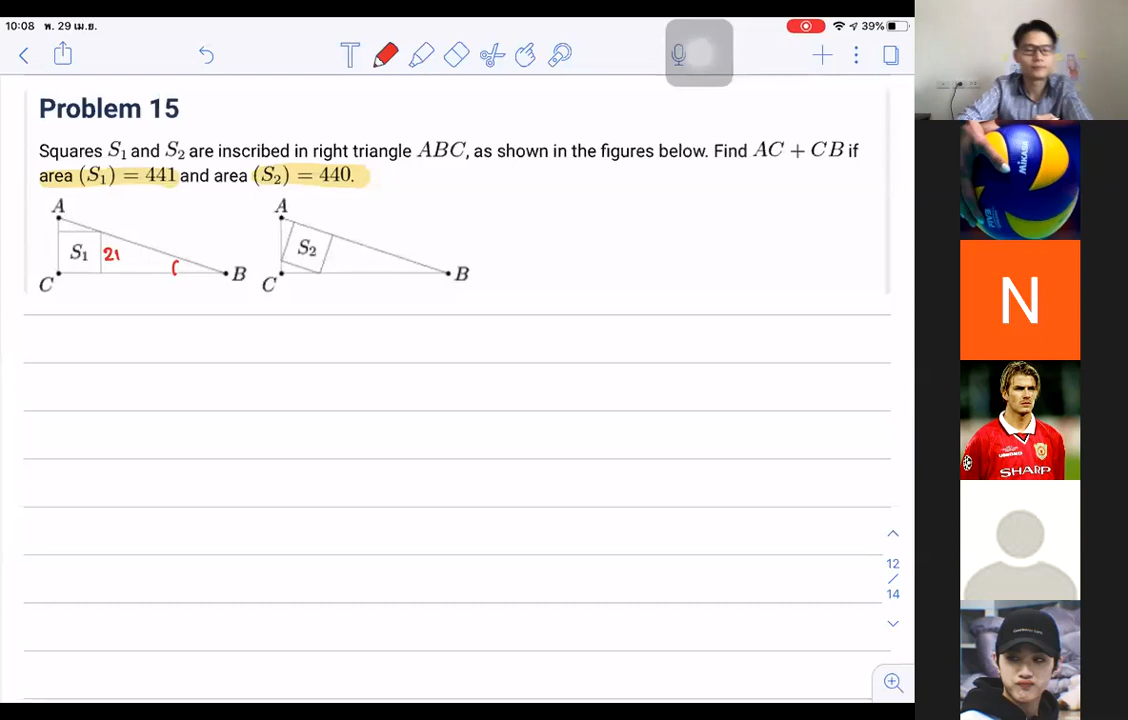 10:08 พ. 29 เม.ย. 39%
T
Problem 15
Squares S₁ and S₂ are inscribed in right triangle ABC, as shown in the figures below. Find AC + CB if
area (S₁) = 441 and area (S₂) = 440.
A A
S₁ 21 S₂
B B
C C
12
/
14
MIKASA
N
SHARP